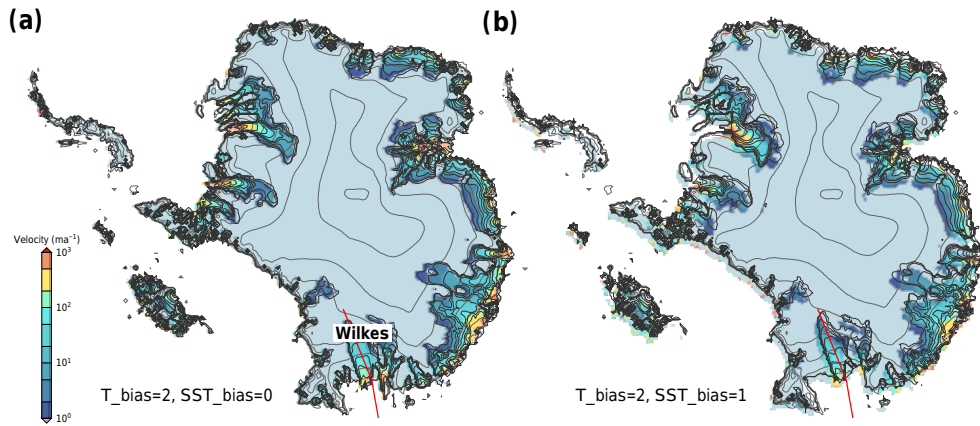 (a)
(b)
Velocity (ma⁻¹)
10³
10²
10¹
10⁰
Wilkes
T_bias=2, SST_bias=0
T_bias=2, SST_bias=1